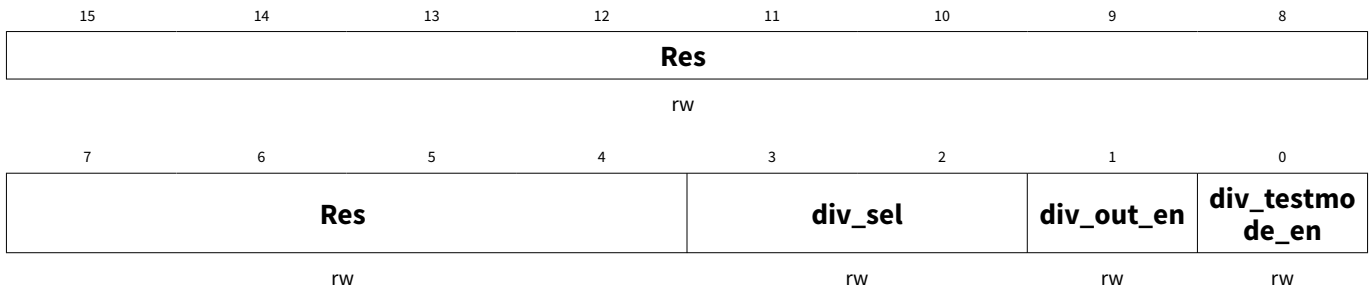 15 14 13 12 11 10 9 8
Res
rw
7 6 5 4 3 2 1 0
Res div_sel div_out_en div_testmo
de_en
rw rw rw rw